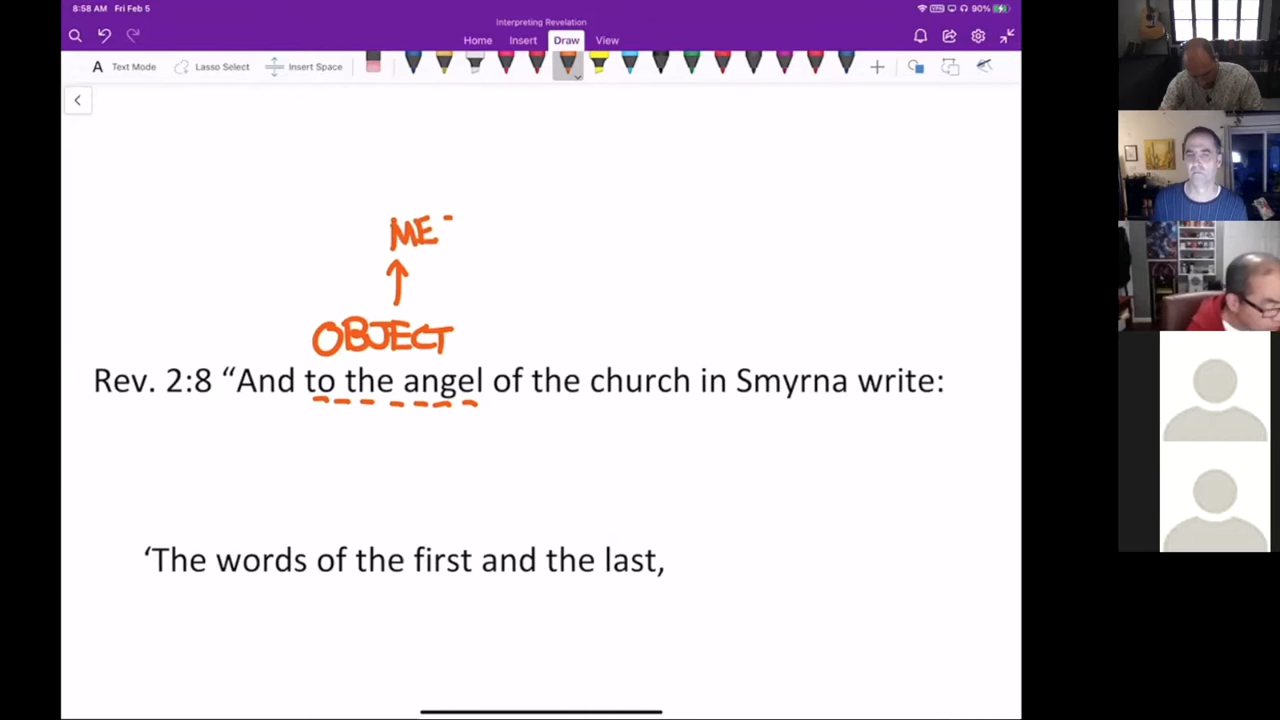 8:58 AM Fri Feb 5
90%
Interpreting Revelation
Home Insert Draw View
Text Mode Lasso Select Insert Space
ME
OBJECT
Rev. 2:8 “And to the angel of the church in Smyrna write:
‘The words of the first and the last,